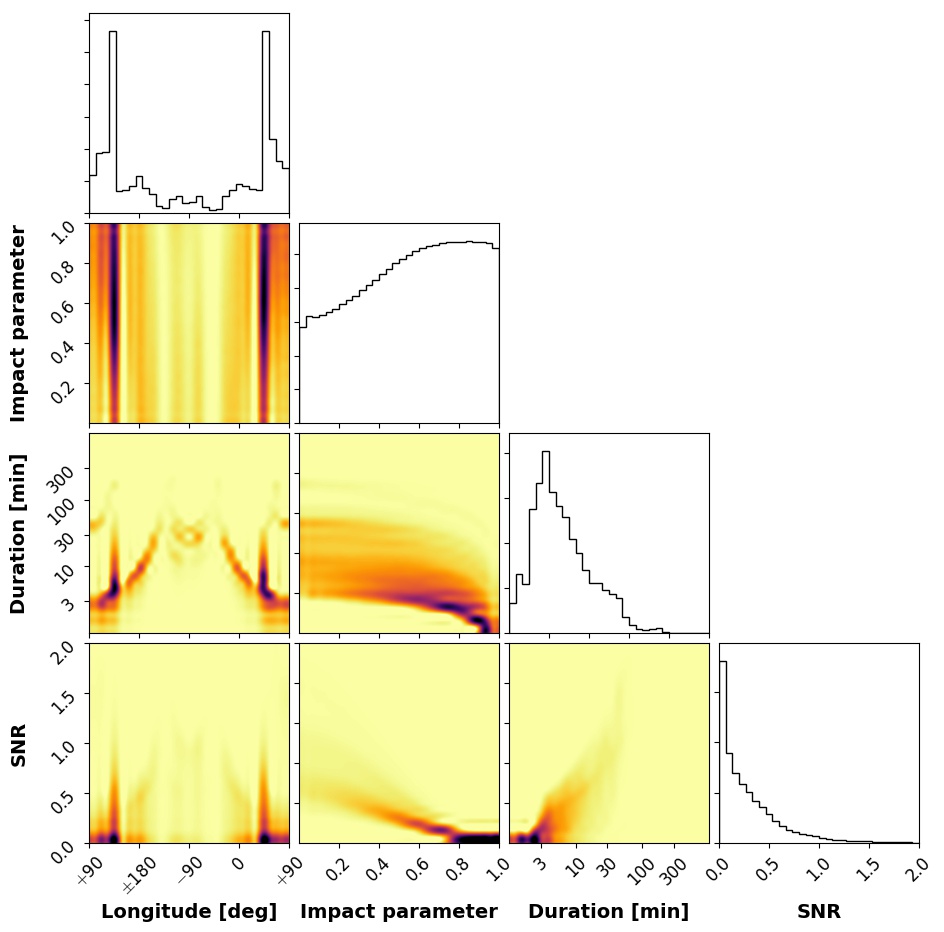 Impact parameter
1.0
0.8
0.6
0.4
0.2
Duration [min]
300
100
30
10
3
SNR
2.0
1.5
1.0
0.5
0.0
+90 ±180 −90 0 +90
0.2 0.4 0.6 0.8 1.0
3 10 30 100 300
0.0 0.5 1.0 1.5 2.0
Longitude [deg] Impact parameter Duration [min] SNR